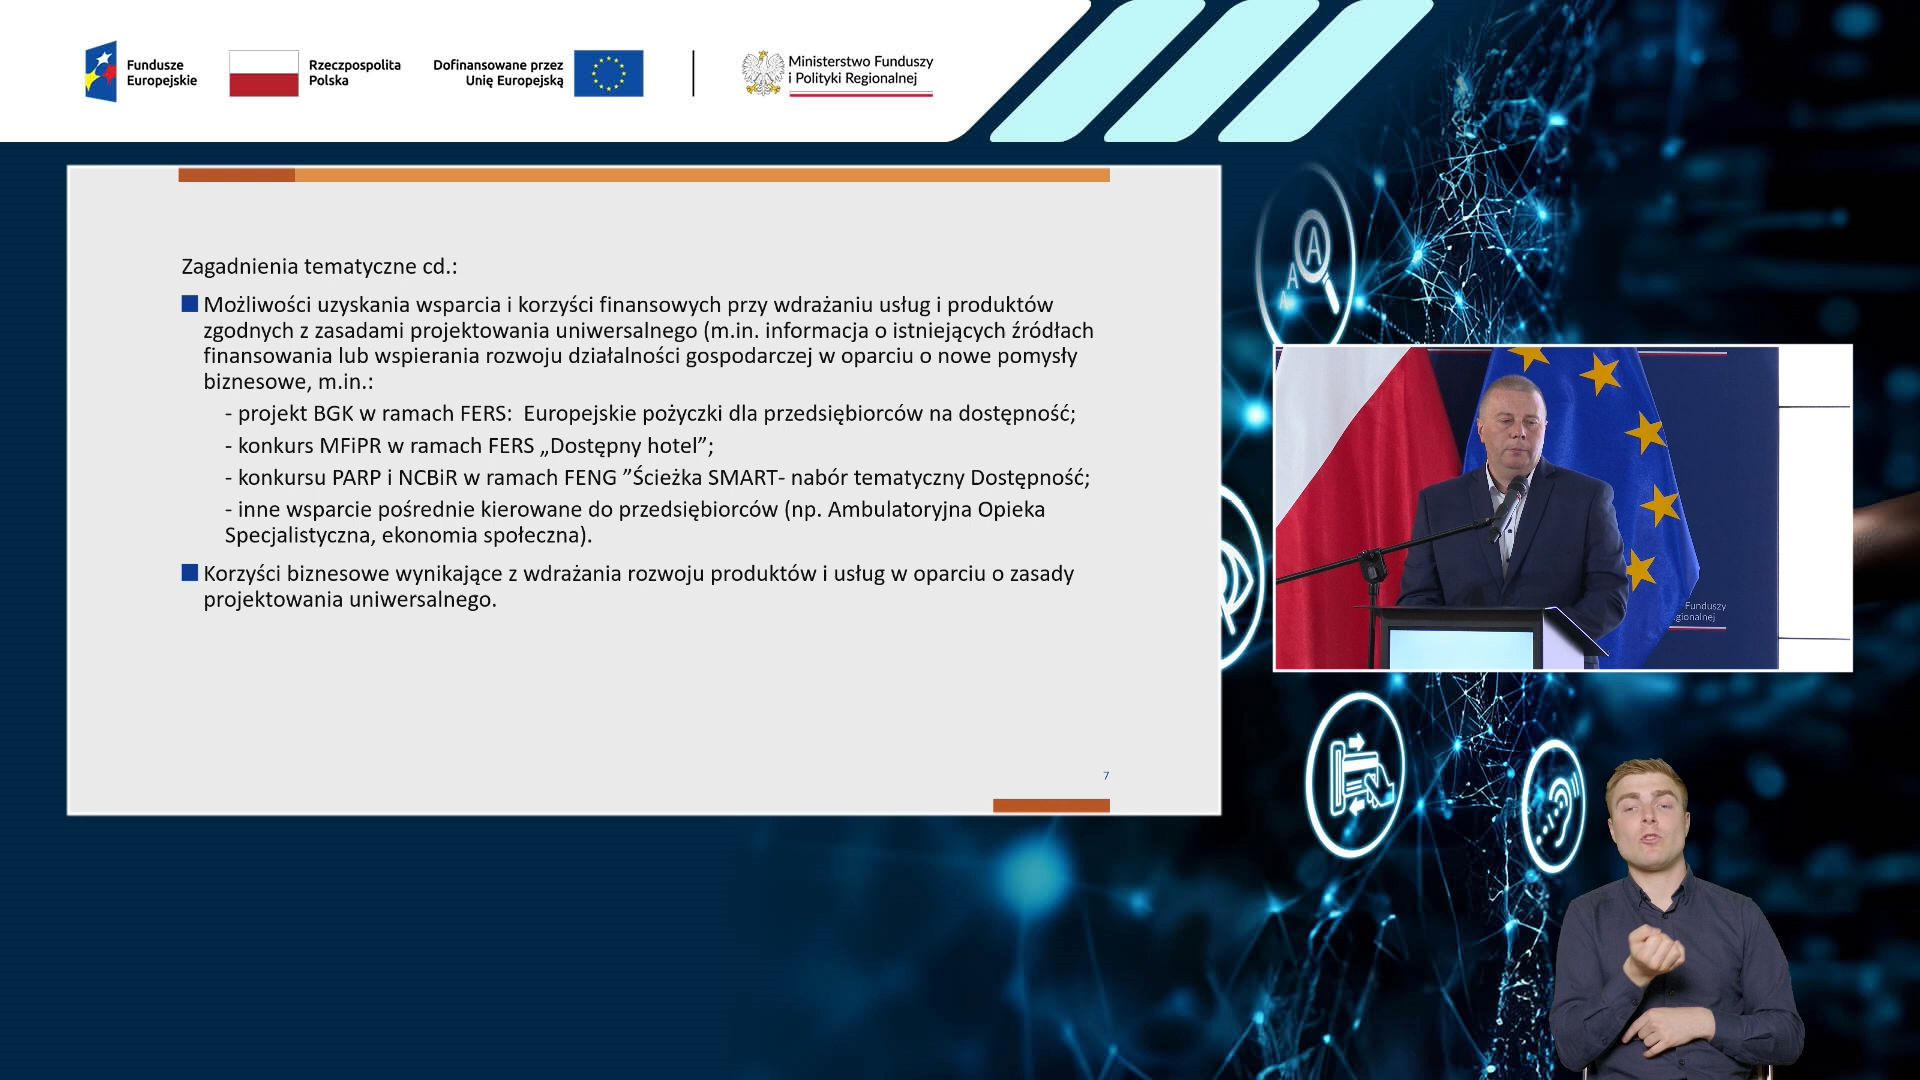 Fundusze
Europejskie
Rzeczpospolita
Polska
Dofinansowane przez
Unię Europejską
Ministerstwo Funduszy
i Polityki Regionalnej
Zagadnienia tematyczne cd.:
Możliwości uzyskania wsparcia i korzyści finansowych przy wdrażaniu usług i produktów
zgodnych z zasadami projektowania uniwersalnego (m.in. informacja o istniejących źródłach
finansowania lub wspierania rozwoju działalności gospodarczej w oparciu o nowe pomysły
biznesowe, m.in.:
- projekt BGK w ramach FERS:  Europejskie pożyczki dla przedsiębiorców na dostępność;
- konkurs MFiPR w ramach FERS „Dostępny hotel”;
- konkursu PARP i NCBiR w ramach FENG ”Ścieżka SMART- nabór tematyczny Dostępność;
- inne wsparcie pośrednie kierowane do przedsiębiorców (np. Ambulatoryjna Opieka
Specjalistyczna, ekonomia społeczna).
Korzyści biznesowe wynikające z wdrażania rozwoju produktów i usług w oparciu o zasady
projektowania uniwersalnego.
7
A
A
A
Funduszy
gionalnej